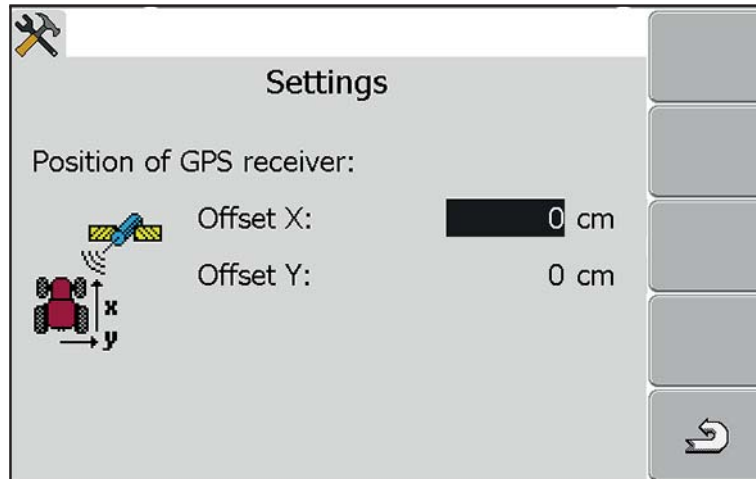 Settings
Position of GPS receiver:
Offset X: 0 cm
Offset Y: 0 cm
x
y